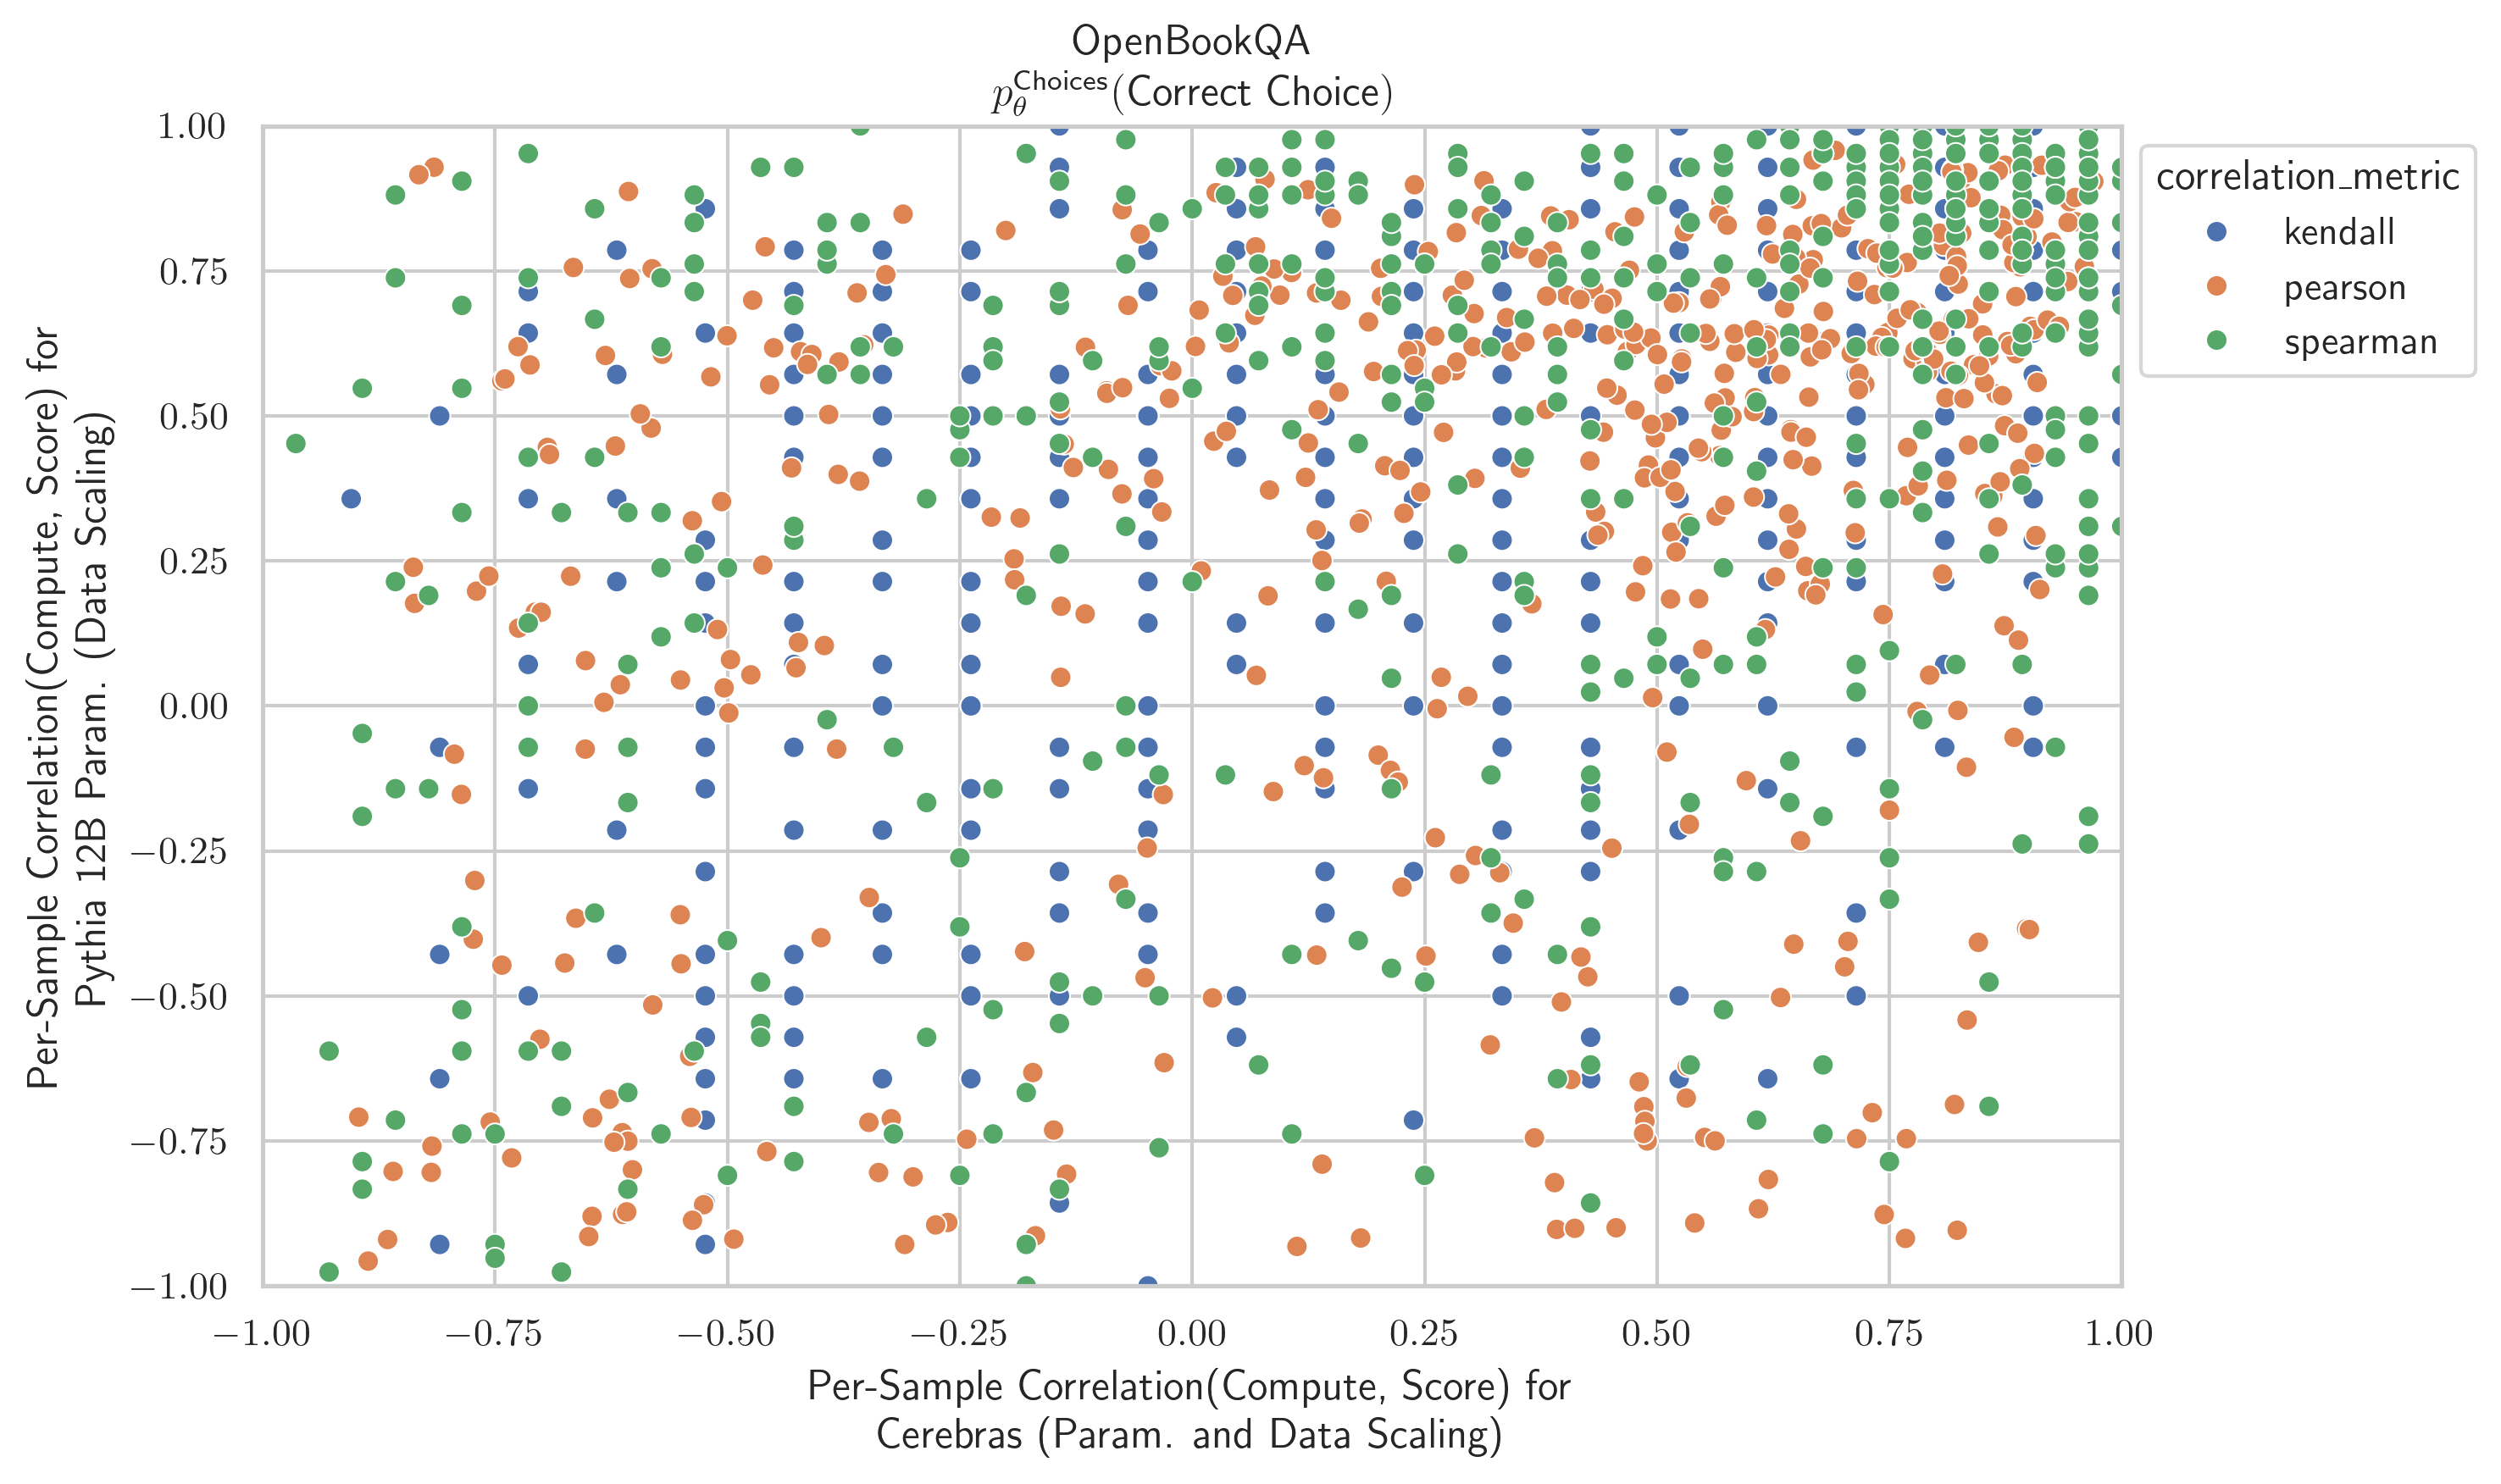 OpenBookQA
p_θ^Choices(Correct Choice)
Per-Sample Correlation(Compute, Score) for
Pythia 12B Param. (Data Scaling)
1.00
0.75
0.50
0.25
0.00
−0.25
−0.50
−0.75
−1.00
−1.00 −0.75 −0.50 −0.25 0.00 0.25 0.50 0.75 1.00
Per-Sample Correlation(Compute, Score) for
Cerebras (Param. and Data Scaling)
correlation_metric
kendall
pearson
spearman